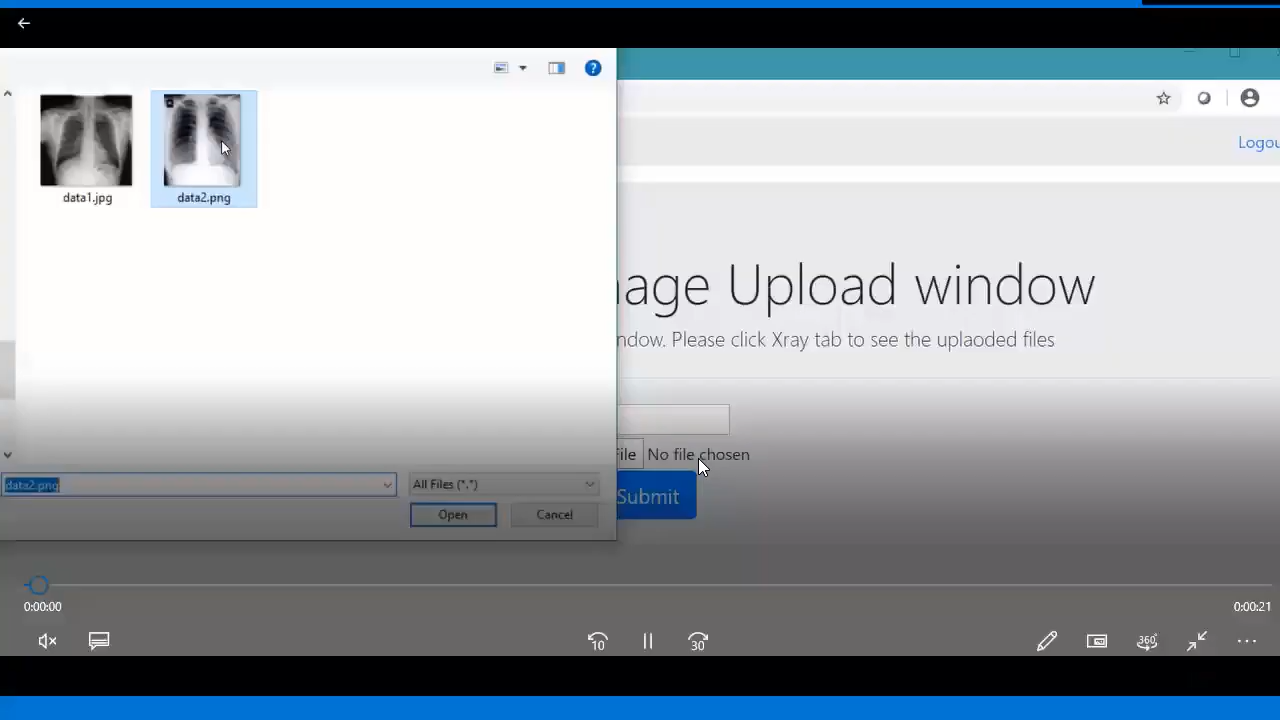 data1.jpg
data2.png
Logou
nage Upload window
ndow. Please click Xray tab to see the uplaoded files
File No file chosen
data2.png
All Files (*.*)
Submit
Open
Cancel
0:00:00
0:00:21
10
30
360